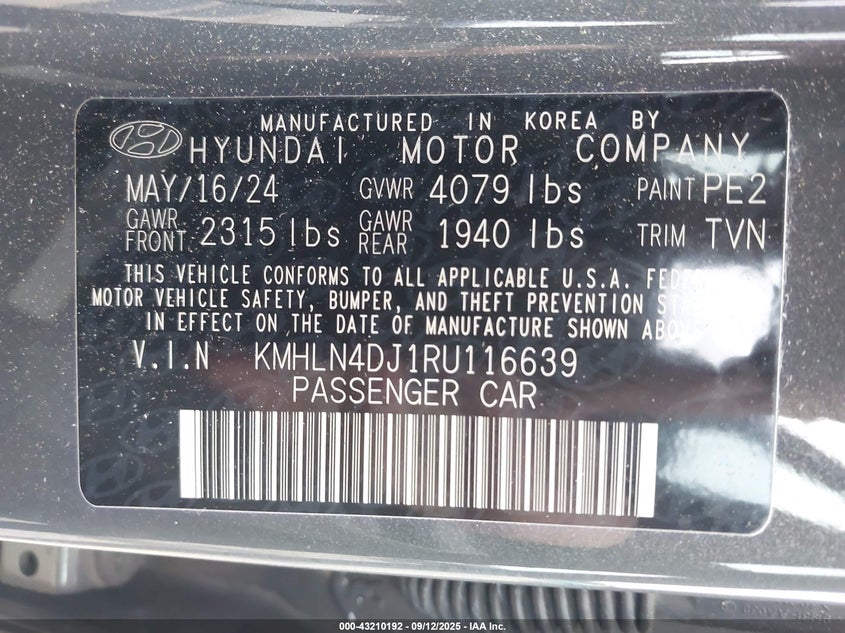 MANUFACTURED IN KOREA BY
HYUNDAI MOTOR COMPANY
MAY/16/24 GVWR 4079 lbs PAINT PE2
GAWR FRONT 2315 lbs GAWR REAR 1940 lbs TRIM TVN
THIS VEHICLE CONFORMS TO ALL APPLICABLE U.S.A.
MOTOR VEHICLE SAFETY, BUMPER, AND THEFT PREVENTION
IN EFFECT ON THE DATE OF MANUFACTURE SHOWN
V.I.N KMHLN4DJ1RU116639
PASSENGER CAR
000-43210192 - 09/12/2025 - IAA Inc.